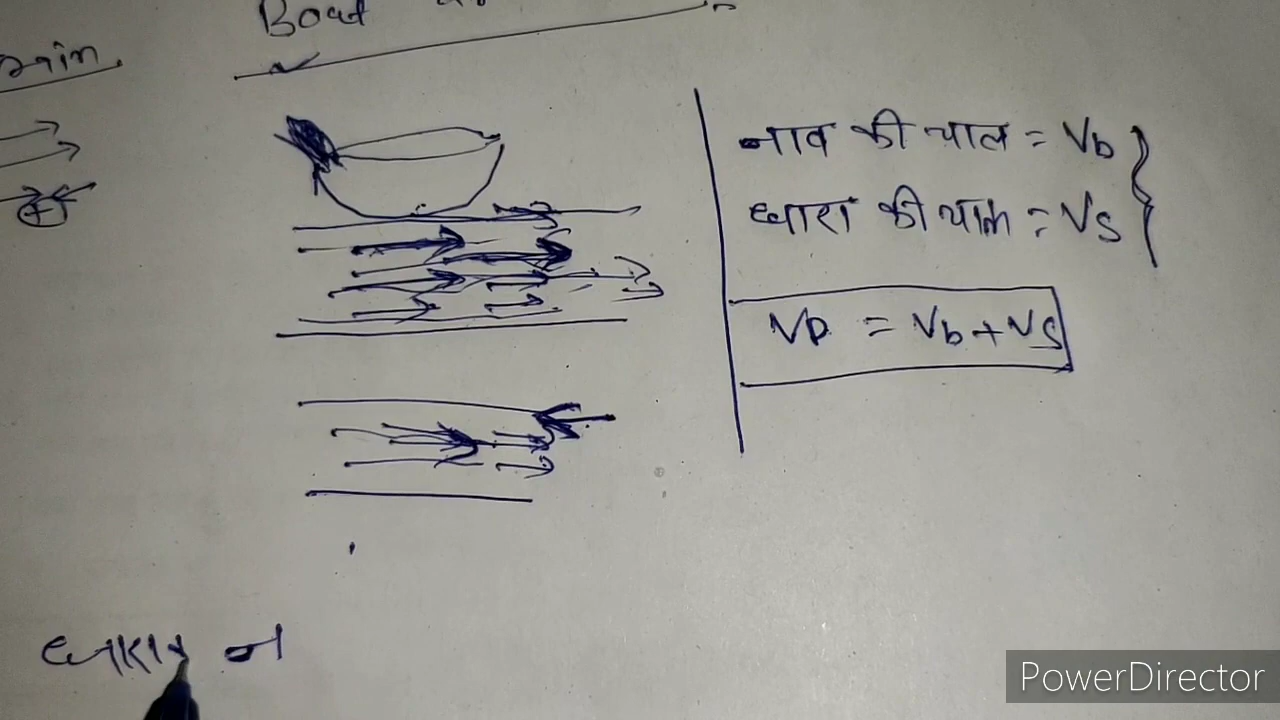 Boat
नाव की चाल = Vb
धारा की चाल = Vs
VD = Vb + VS
PowerDirector